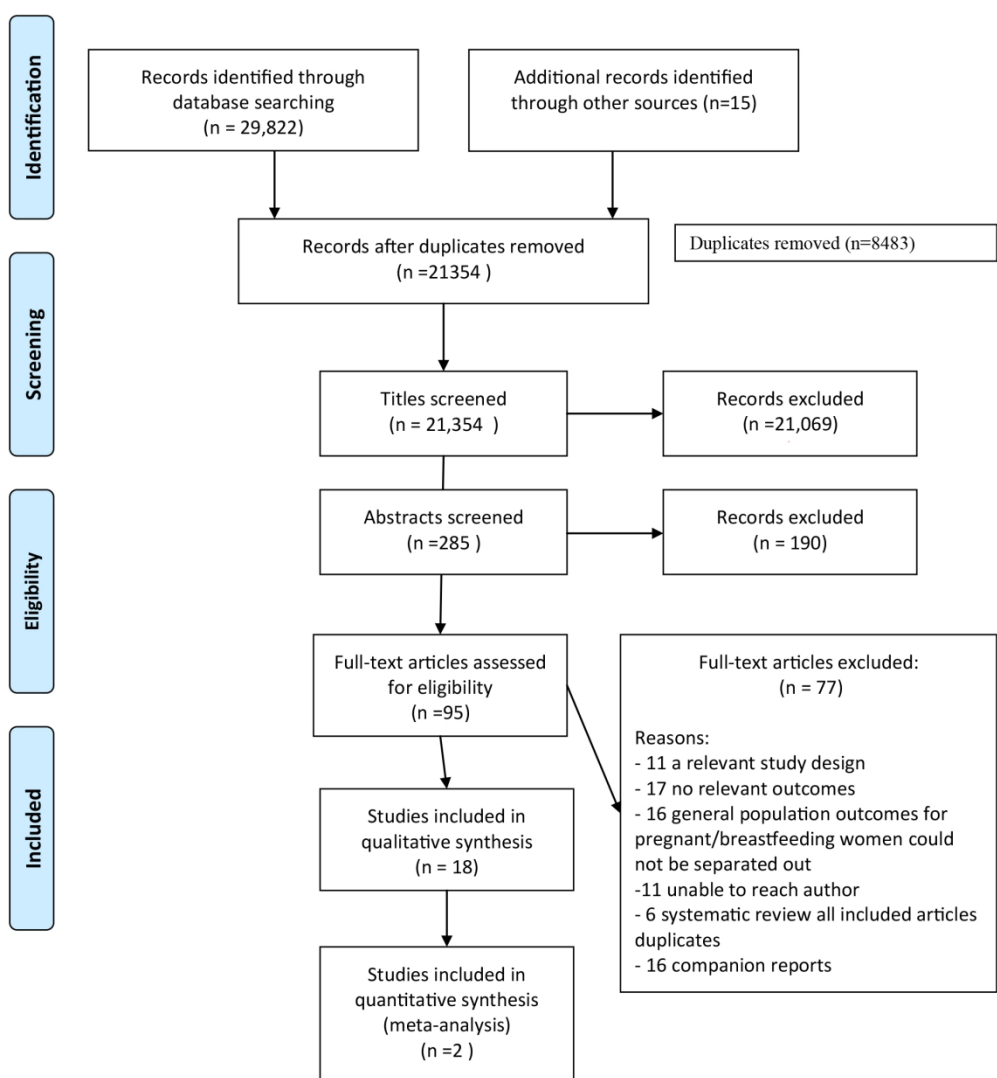 Identification
Records identified through
database searching
(n = 29,822)
Additional records identified
through other sources (n=15)
Records after duplicates removed
(n =21354 )
Duplicates removed (n=8483)
Screening
Titles screened
(n = 21,354 )
Records excluded
(n =21,069)
Abstracts screened
(n =285 )
Records excluded
(n = 190)
Eligibility
Full-text articles assessed
for eligibility
(n =95)
Full-text articles excluded:
(n = 77)
Reasons:
- 11 a relevant study design
- 17 no relevant outcomes
- 16 general population outcomes for
pregnant/breastfeeding women could
not be separated out
-11 unable to reach author
- 6 systematic review all included articles
duplicates
- 16 companion reports
Included
Studies included in
qualitative synthesis
(n = 18)
Studies included in
quantitative synthesis
(meta-analysis)
(n =2 )